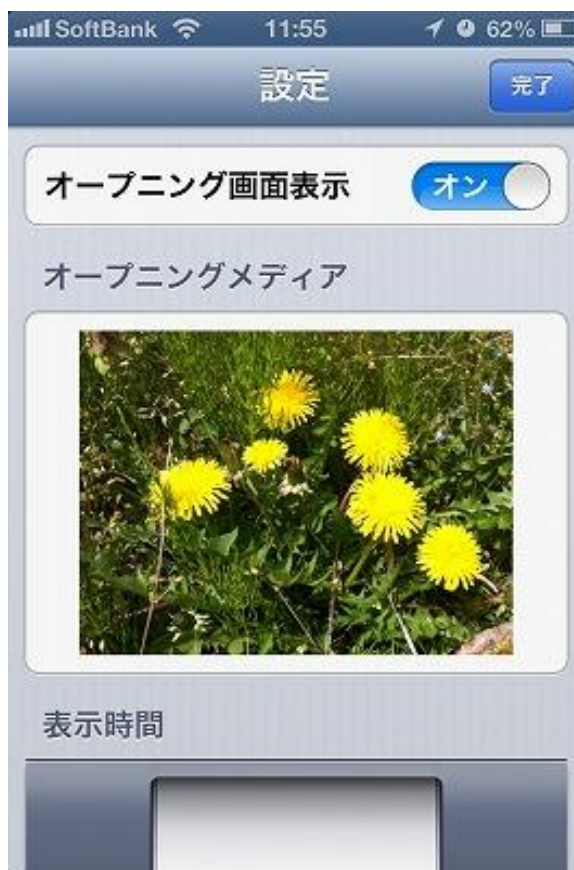 SoftBank 11:55 62%
設定
完了
オープニング画面表示 オン
オープニングメディア
表示時間